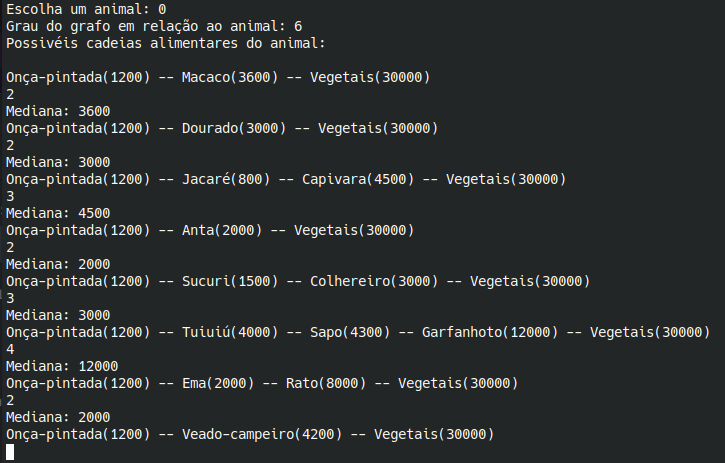 Escolha um animal: 0
Grau do grafo em relação ao animal: 6
Possivéis cadeias alimentares do animal:
Onça-pintada(1200) -- Macaco(3600) -- Vegetais(30000)
2
Mediana: 3600
Onça-pintada(1200) -- Dourado(3000) -- Vegetais(30000)
2
Mediana: 3000
Onça-pintada(1200) -- Jacaré(800) -- Capivara(4500) -- Vegetais(30000)
3
Mediana: 4500
Onça-pintada(1200) -- Anta(2000) -- Vegetais(30000)
2
Mediana: 2000
Onça-pintada(1200) -- Sucuri(1500) -- Colhereiro(3000) -- Vegetais(30000)
3
Mediana: 3000
Onça-pintada(1200) -- Tuiuiú(4000) -- Sapo(4300) -- Garfanhoto(12000) -- Vegetais(30000)
4
Mediana: 12000
Onça-pintada(1200) -- Ema(2000) -- Rato(8000) -- Vegetais(30000)
2
Mediana: 2000
Onça-pintada(1200) -- Veado-campeiro(4200) -- Vegetais(30000)